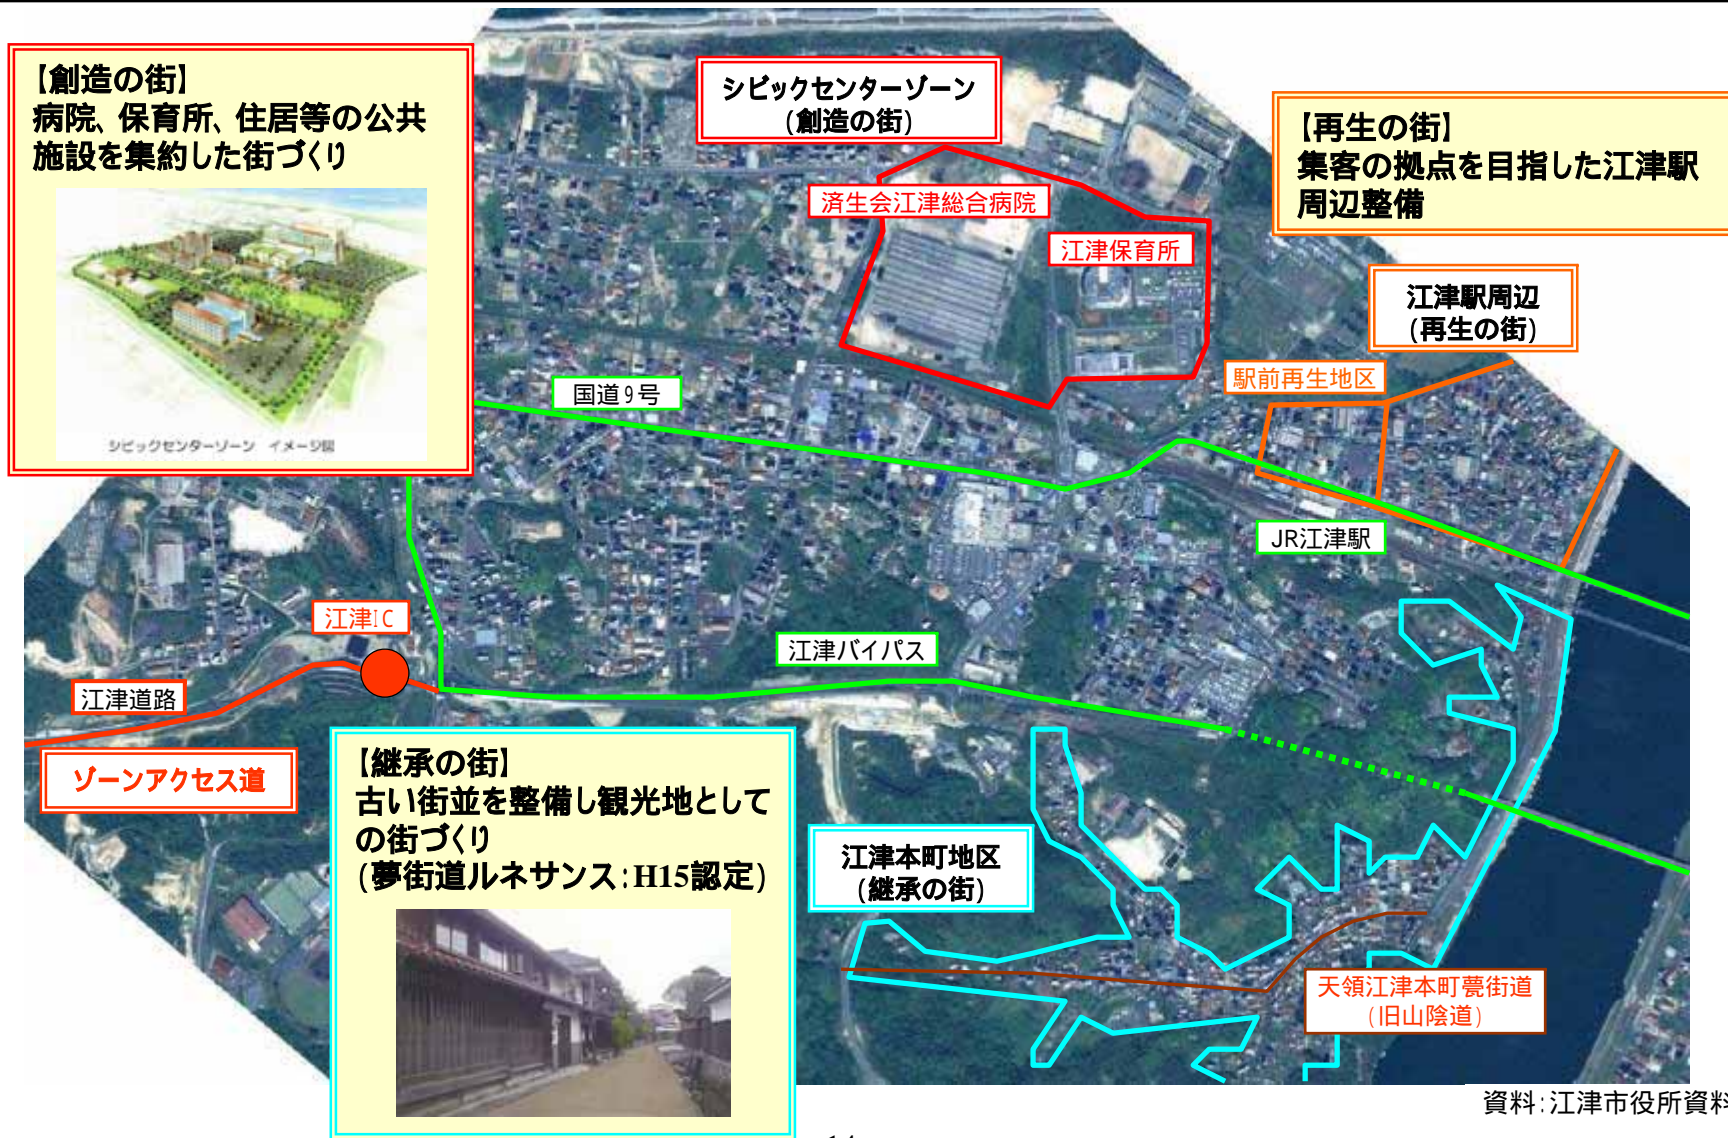 【創造の街】
病院、保育所、住居等の公共
施設を集約した街づくり
シビックセンターゾーン イメージ図
シビックセンターゾーン
(創造の街)
済生会江津総合病院
江津保育所
【再生の街】
集客の拠点を目指した江津駅
周辺整備
江津駅周辺
(再生の街)
駅前再生地区
国道9号
JR江津駅
江津IC
江津バイパス
江津道路
ゾーンアクセス道
【継承の街】
古い街並を整備し観光地として
の街づくり
(夢街道ルネサンス:H15認定)
江津本町地区
(継承の街)
天領江津本町甍街道
(旧山陰道)
資料:江津市役所資料